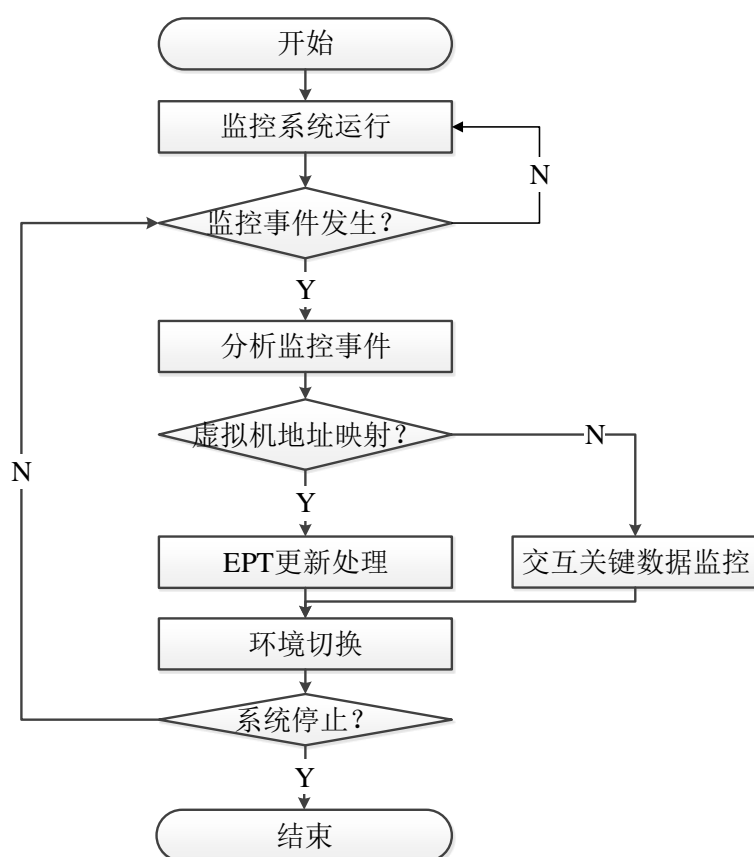 开始
监控系统运行
N
监控事件发生？
Y
分析监控事件
虚拟机地址映射？
N
N
Y
EPT更新处理
交互关键数据监控
环境切换
系统停止？
Y
结束